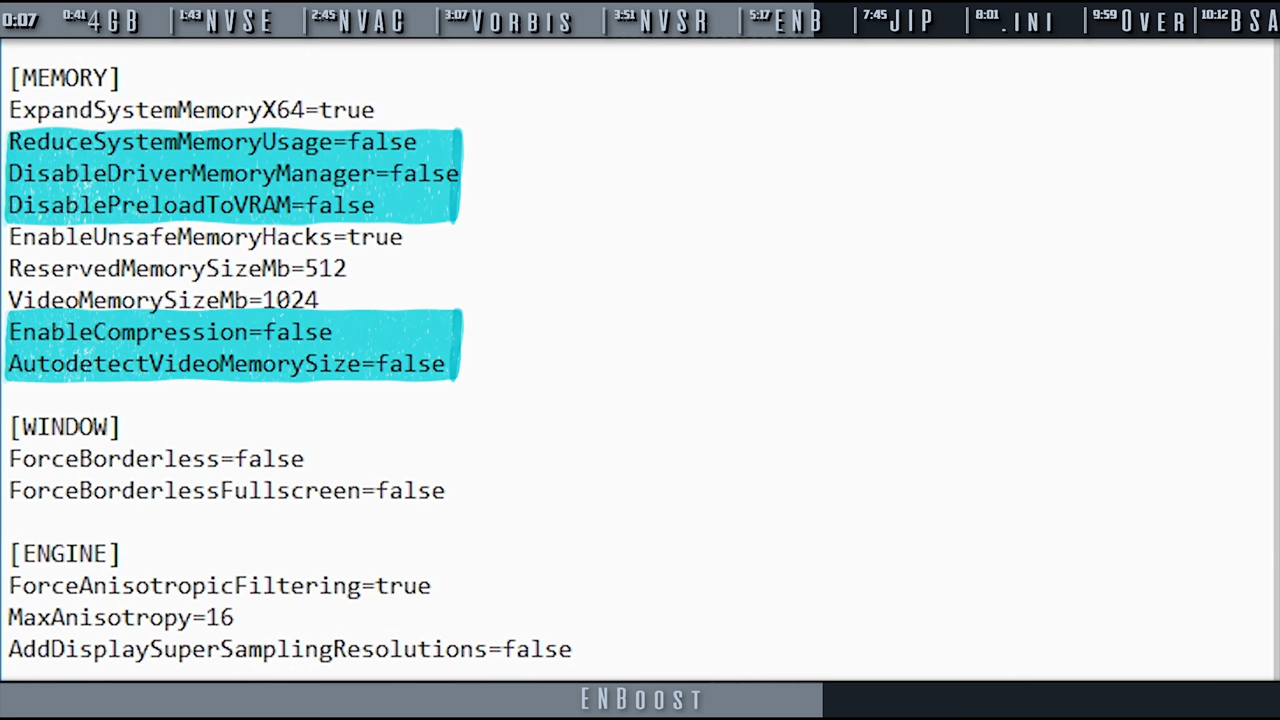 0:07 0:41 4GB | 1:43 NVSE | 2:45 NVAC | 3:07 Vorbis | 3:51 NVSR | 5:17 ENB | 7:45 JIP | 8:01 .INI | 9:59 Over | 10:12 BSA
[MEMORY]
ExpandSystemMemoryX64=true
ReduceSystemMemoryUsage=false
DisableDriverMemoryManager=false
DisablePreloadToVRAM=false
EnableUnsafeMemoryHacks=true
ReservedMemorySizeMb=512
VideoMemorySizeMb=1024
EnableCompression=false
AutodetectVideoMemorySize=false
[WINDOW]
ForceBorderless=false
ForceBorderlessFullscreen=false
[ENGINE]
ForceAnisotropicFiltering=true
MaxAnisotropy=16
AddDisplaySuperSamplingResolutions=false
ENBoost